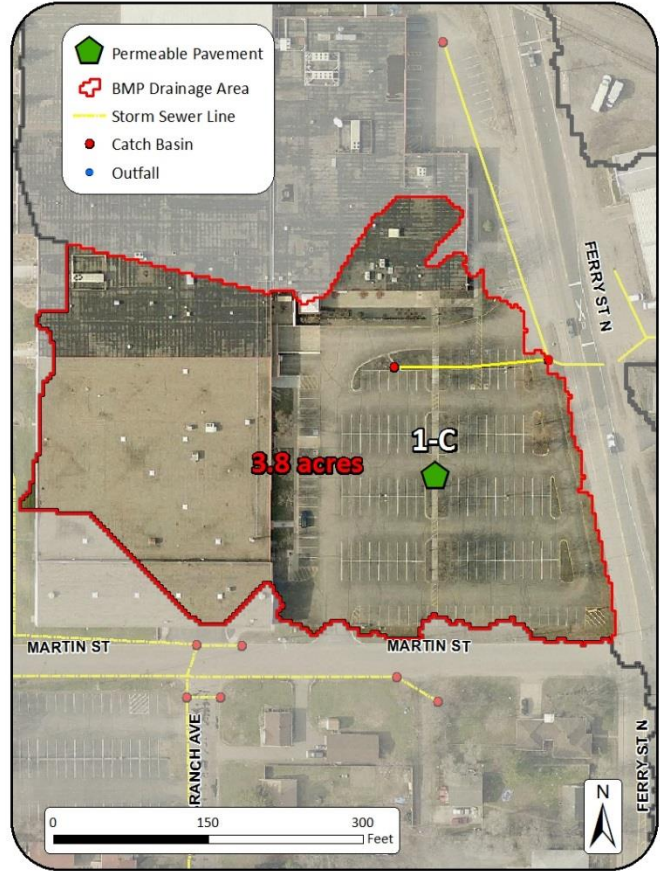 Permeable Pavement
BMP Drainage Area
Storm Sewer Line
Catch Basin
Outfall
FERRY ST N
1-C
3.8 acres
MARTIN ST
MARTIN ST
RANCH AVE
FERRY ST N
N
0 150 300
Feet